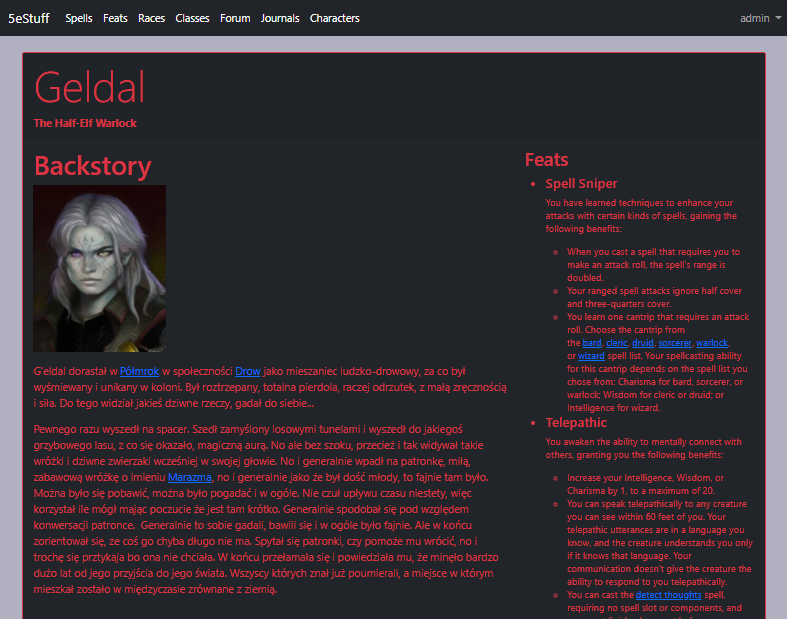 5eStuff Spells Feats Races Classes Forum Journals Characters admin
Geldal
The Half-Elf Warlock
Backstory
G'eldal dorastał w Półmrok w społeczności Drow jako mieszaniec ludzko-drowowy, za co był
wyśmiewany i unikany w koloni. Był roztrzepany, totalna pierdola, raczej odrzutek, z małą zręcznością
i siła. Do tego widział jakieś dziwne rzeczy, gadał do siebie...
Pewnego razu wyszedł na spacer. Szedł zamyślony losowymi tunelami i wyszedł do jakiegoś
grzybowego lasu, z co się okazało, magiczną aurą. No ale bez szoku, przecież i tak widywał takie
wróżki i dziwne zwierzaki wcześniej w swojej głowie. No i generalnie wpadł na patronkę, miłą,
zabawową wróżkę o imieniu Marazma, no i generalnie jako że był dość młody, to fajnie tam było.
Można było się pobawić, można było pogadać i w ogóle. Nie czuł upływu czasu niestety, więc
korzystał ile mógł mając poczucie że jest tam krótko. Generalnie spodobał się pod względem
konwersacji patronce. Generalnie to sobie gadali, bawili się i w ogóle było fajnie. Ale w końcu
zorientował się, ze coś go chyba długo nie ma. Spytał się patronki, czy pomoże mu wrócić, no i
trochę się prztykaja bo ona nie chciała. W końcu przełamała się i powiedziała mu, że minęło bardzo
dużo lat od jego przyjścia do jego świata. Wszyscy których znał już poumierali, a miejsce w którym
mieszkał zostało w międzyczasie zrównane z ziemią.
Feats
Spell Sniper
You have learned techniques to enhance your
attacks with certain kinds of spells, gaining the
following benefits:
When you cast a spell that requires you to
make an attack roll, the spell's range is
doubled.
Your ranged spell attacks ignore half cover
and three-quarters cover.
You learn one cantrip that requires an attack
roll. Choose the cantrip from
the bard, cleric, druid, sorcerer, warlock,
or wizard spell list. Your spellcasting ability
for this cantrip depends on the spell list you
chose from: Charisma for bard, sorcerer, or
warlock; Wisdom for cleric or druid; or
Intelligence for wizard.
Telepathic
You awaken the ability to mentally connect with
others, granting you the following benefits:
Increase your Intelligence, Wisdom, or
Charisma by 1, to a maximum of 20.
You can speak telepathically to any creature
you can see within 60 feet of you. Your
telepathic utterances are in a language you
know, and the creature understands you only
if it knows that language. Your
communication doesn't give the creature the
ability to respond to you telepathically.
You can cast the detect thoughts spell,
requiring no spell slot or components, and